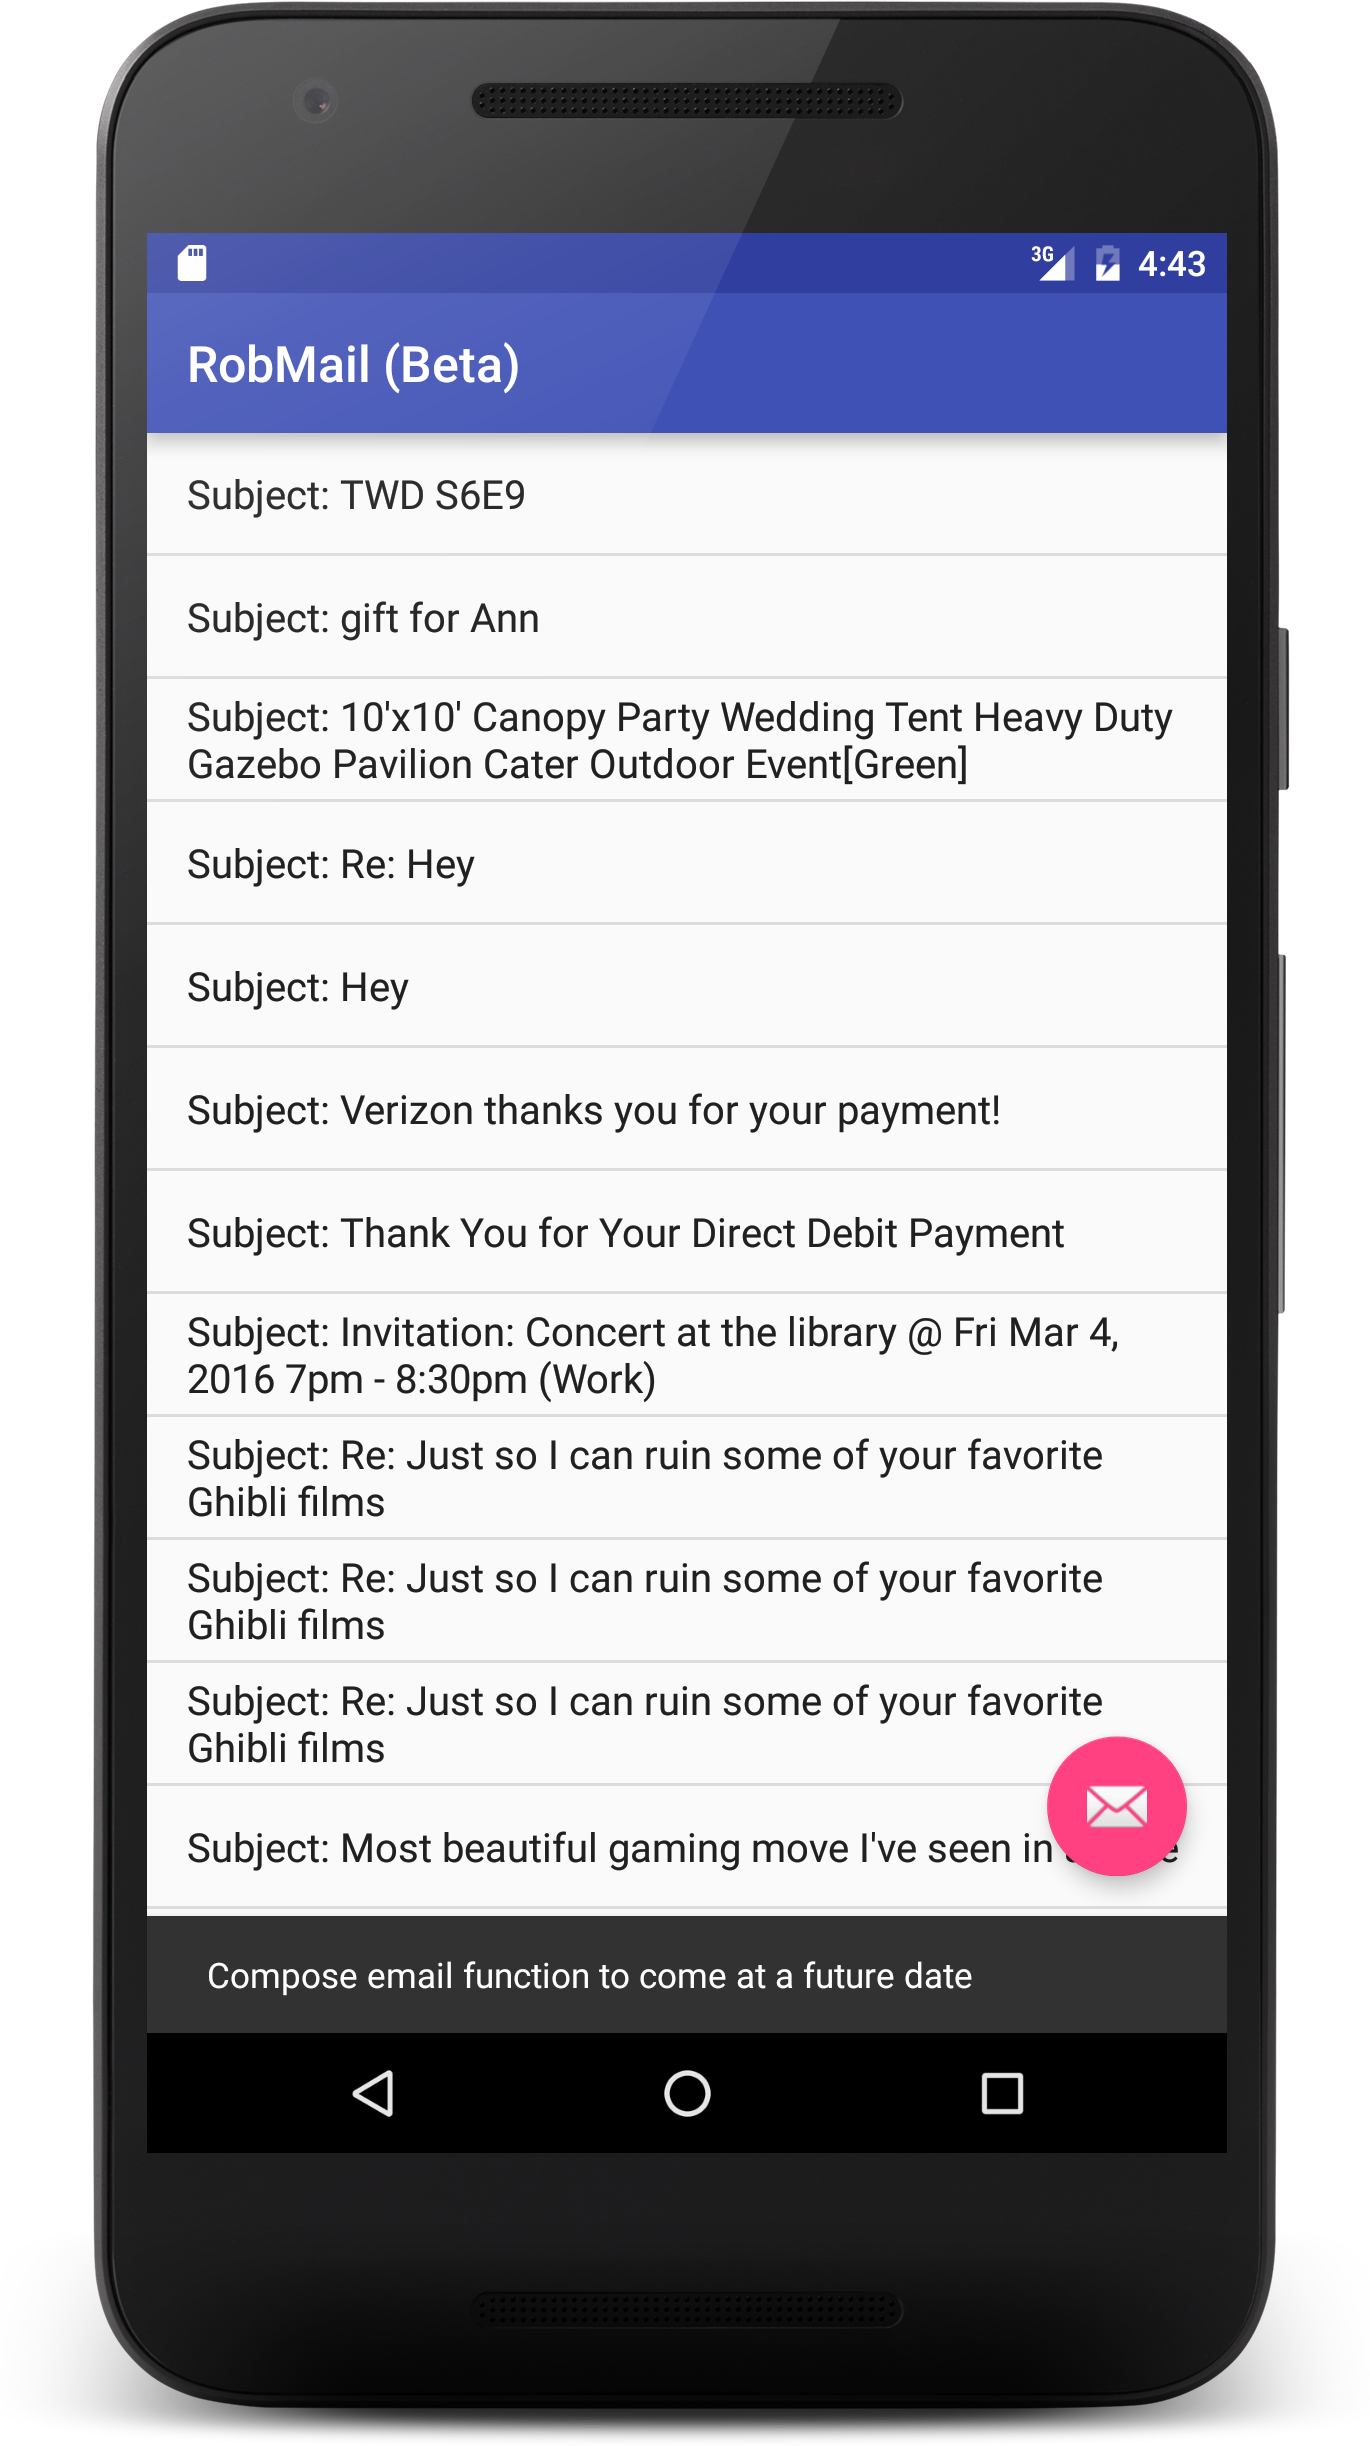 3G 4:43
RobMail (Beta)
Subject: TWD S6E9
Subject: gift for Ann
Subject: 10'x10' Canopy Party Wedding Tent Heavy Duty
Gazebo Pavilion Cater Outdoor Event[Green]
Subject: Re: Hey
Subject: Hey
Subject: Verizon thanks you for your payment!
Subject: Thank You for Your Direct Debit Payment
Subject: Invitation: Concert at the library @ Fri Mar 4,
2016 7pm - 8:30pm (Work)
Subject: Re: Just so I can ruin some of your favorite
Ghibli films
Subject: Re: Just so I can ruin some of your favorite
Ghibli films
Subject: Re: Just so I can ruin some of your favorite
Ghibli films
Subject: Most beautiful gaming move I've seen in
Compose email function to come at a future date